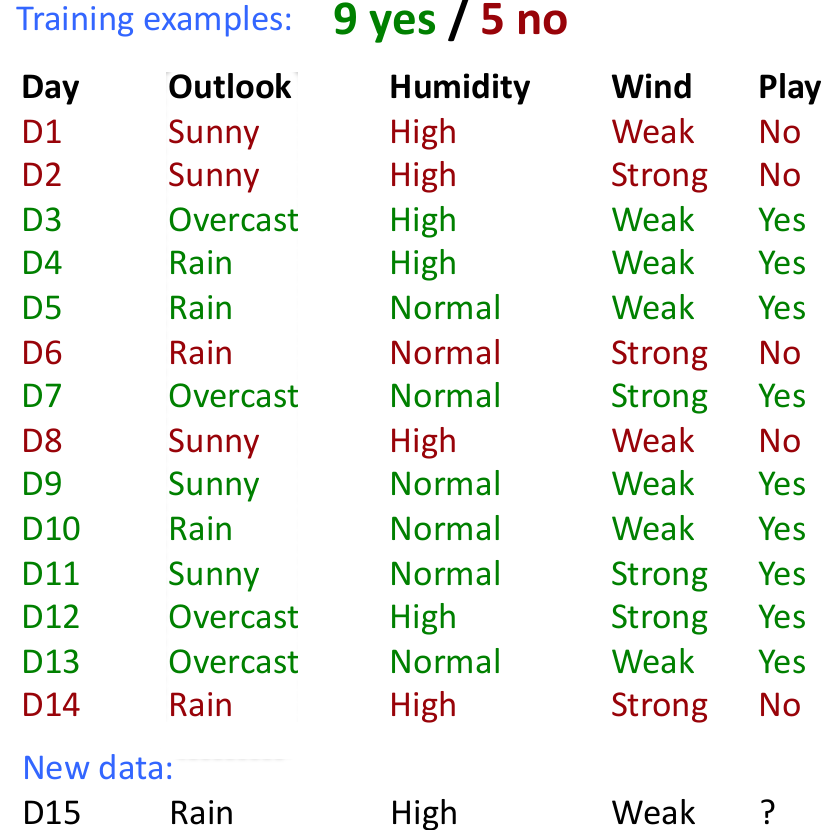 Training examples: 9 yes / 5 no
Day Outlook Humidity Wind Play
D1 Sunny High Weak No
D2 Sunny High Strong No
D3 Overcast High Weak Yes
D4 Rain High Weak Yes
D5 Rain Normal Weak Yes
D6 Rain Normal Strong No
D7 Overcast Normal Strong Yes
D8 Sunny High Weak No
D9 Sunny Normal Weak Yes
D10 Rain Normal Weak Yes
D11 Sunny Normal Strong Yes
D12 Overcast High Strong Yes
D13 Overcast Normal Weak Yes
D14 Rain High Strong No
New data:
D15 Rain High Weak ?